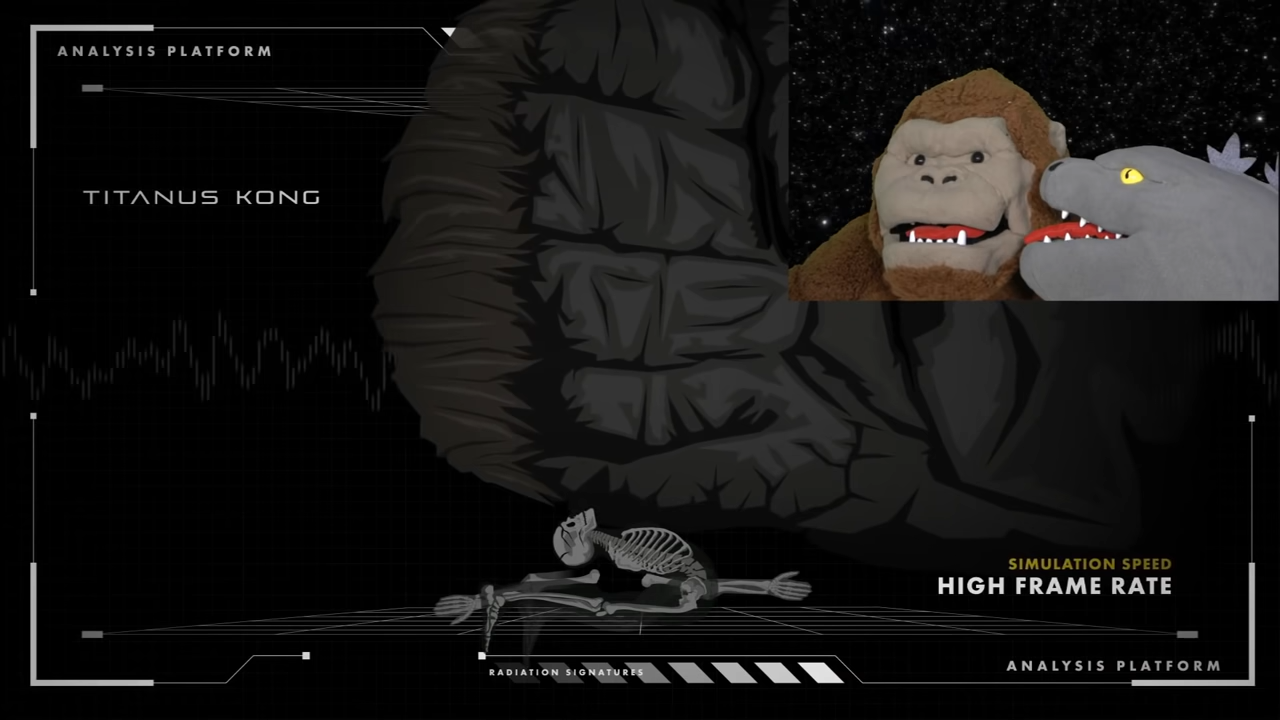 ANALYSIS PLATFORM
TITANUS KONG
SIMULATION SPEED
HIGH FRAME RATE
RADIATION SIGNATURES
ANALYSIS PLATFORM